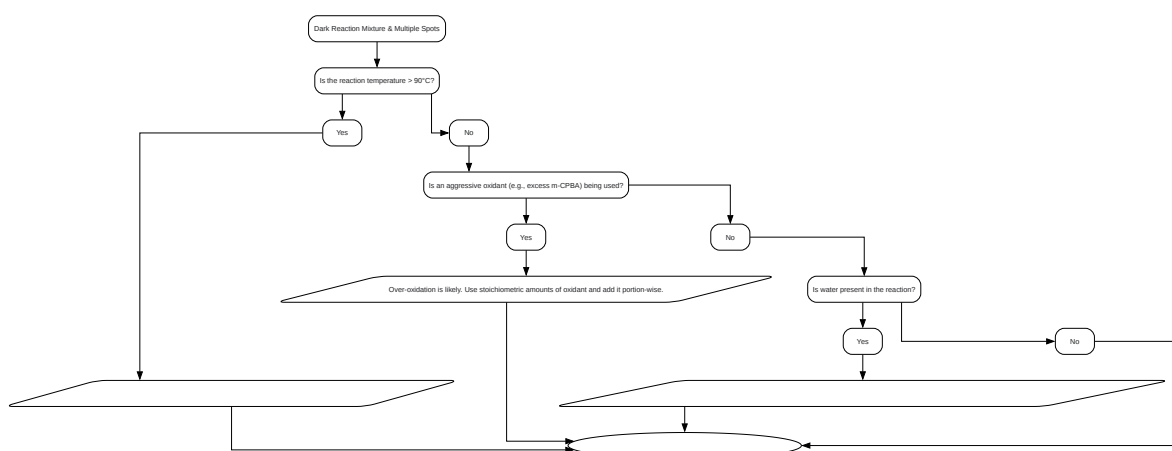 Dark Reaction Mixture & Multiple Spots
Is the reaction temperature > 90°C?
Yes
No
Is an aggressive oxidant (e.g., excess m-CPBA) being used?
Yes
No
Over-oxidation is likely. Use stoichiometric amounts of oxidant and add it portion-wise.
Is water present in the reaction?
Yes
No